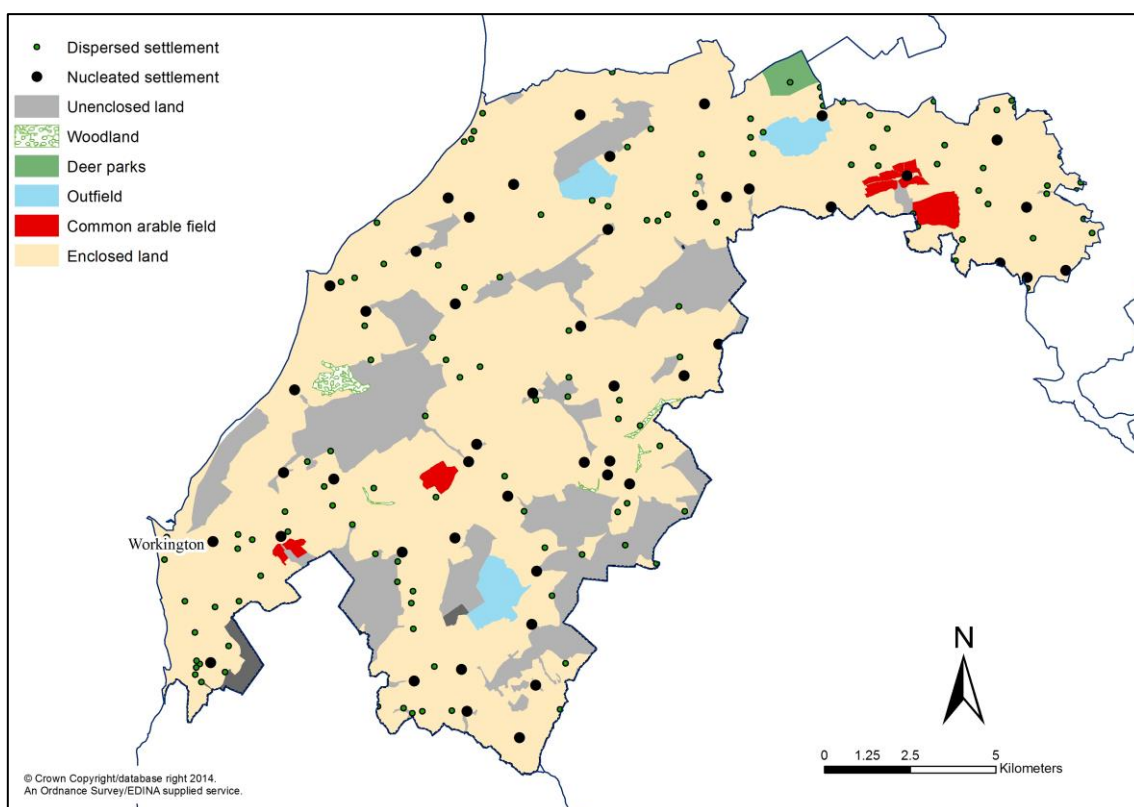 Dispersed settlement
Nucleated settlement
Unenclosed land
Woodland
Deer parks
Outfield
Common arable field
Enclosed land
Workington
N
0 1.25 2.5 5
Kilometers
© Crown Copyright/database right 2014.
An Ordnance Survey/EDINA supplied service.